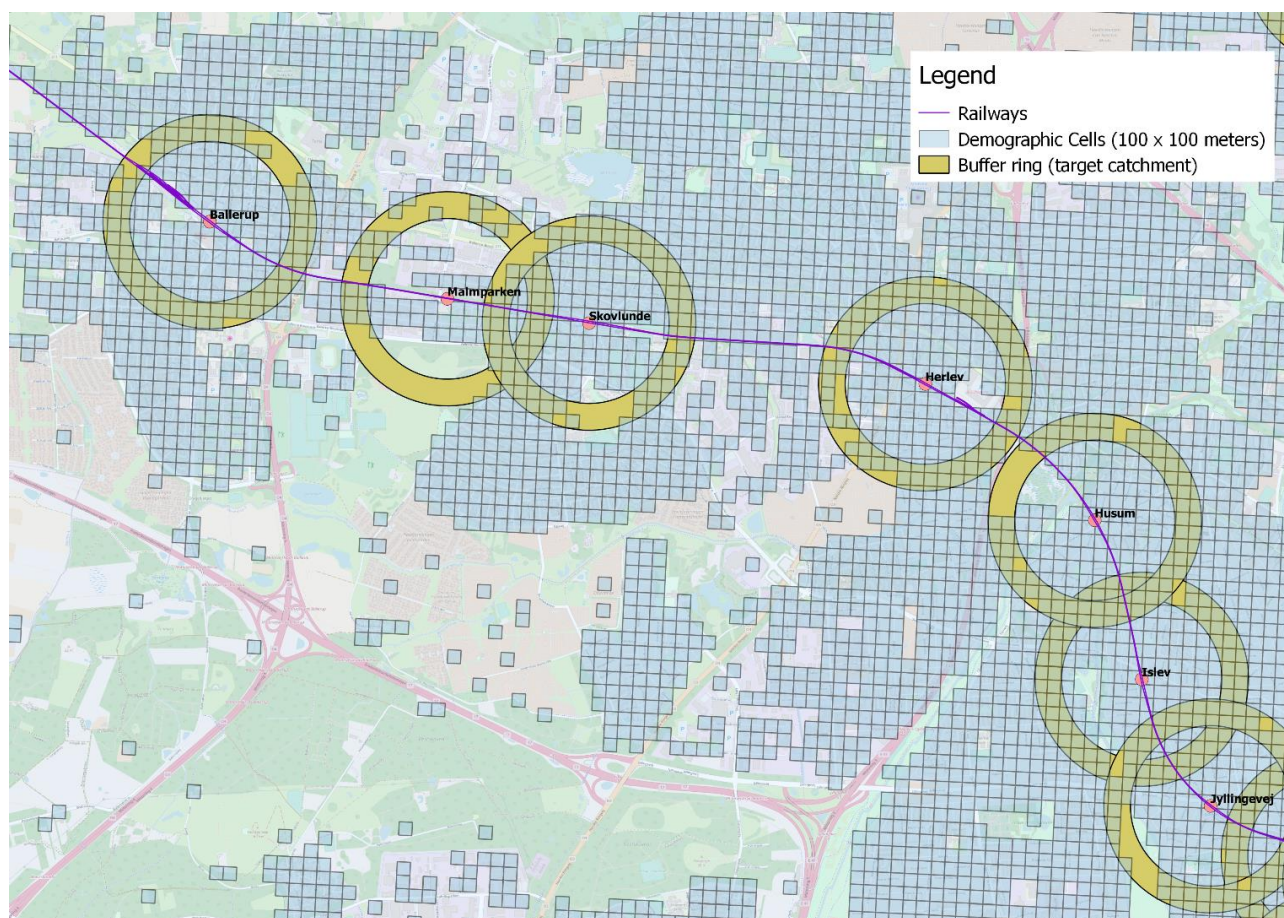 Legend
Railways
Demographic Cells (100 x 100 meters)
Buffer ring (target catchment)
Ballerup
Malmparken
Skovlunde
Herlev
Husum
Islev
Jyllingevej